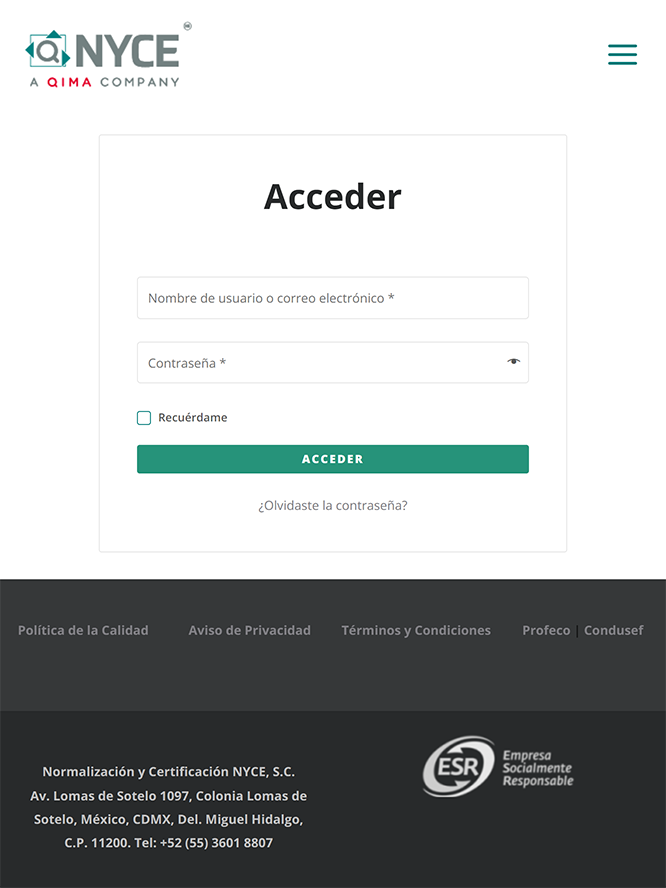 NYCE
A QIMA COMPANY
Acceder
Nombre de usuario o correo electrónico *
Contraseña *
Recuérdame
ACCEDER
¿Olvidaste la contraseña?
Política de la Calidad
Aviso de Privacidad
Términos y Condiciones
Profeco | Condusef
Normalización y Certificación NYCE, S.C.
Av. Lomas de Sotelo 1097, Colonia Lomas de
Sotelo, México, CDMX, Del. Miguel Hidalgo,
C.P. 11200. Tel: +52 (55) 3601 8807
ESR
Empresa
Socialmente
Responsable